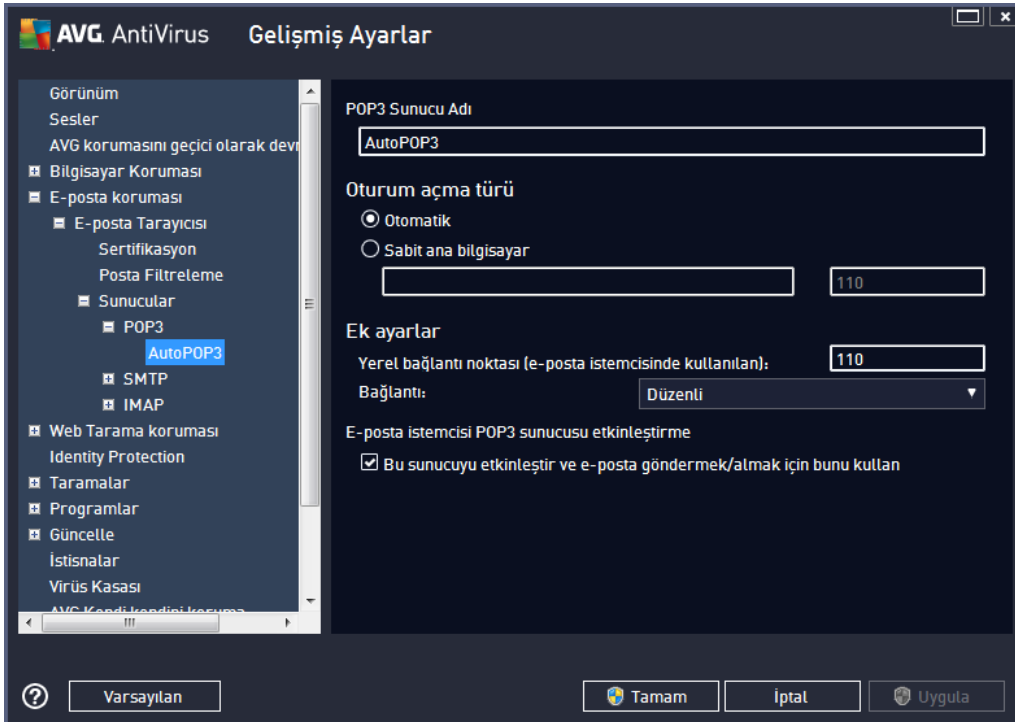 AVG AntiVirus Gelişmiş Ayarlar
Görünüm
Sesler
AVG korumasını geçici olarak devr
Bilgisayar Koruması
E-posta koruması
E-posta Tarayıcısı
Sertifikasyon
Posta Filtreleme
Sunucular
POP3
AutoPOP3
SMTP
IMAP
Web Tarama koruması
Identity Protection
Taramalar
Programlar
Güncelle
İstisnalar
Virüs Kasası
AVG Kendi kendini koruma
POP3 Sunucu Adı
AutoPOP3
Oturum açma türü
Otomatik
Sabit ana bilgisayar
110
Ek ayarlar
Yerel bağlantı noktası (e-posta istemcisinde kullanılan): 110
Bağlantı: Düzenli
E-posta istemcisi POP3 sunucusu etkinleştirme
Bu sunucuyu etkinleştir ve e-posta göndermek/almak için bunu kullan
Varsayılan Tamam İptal Uygula